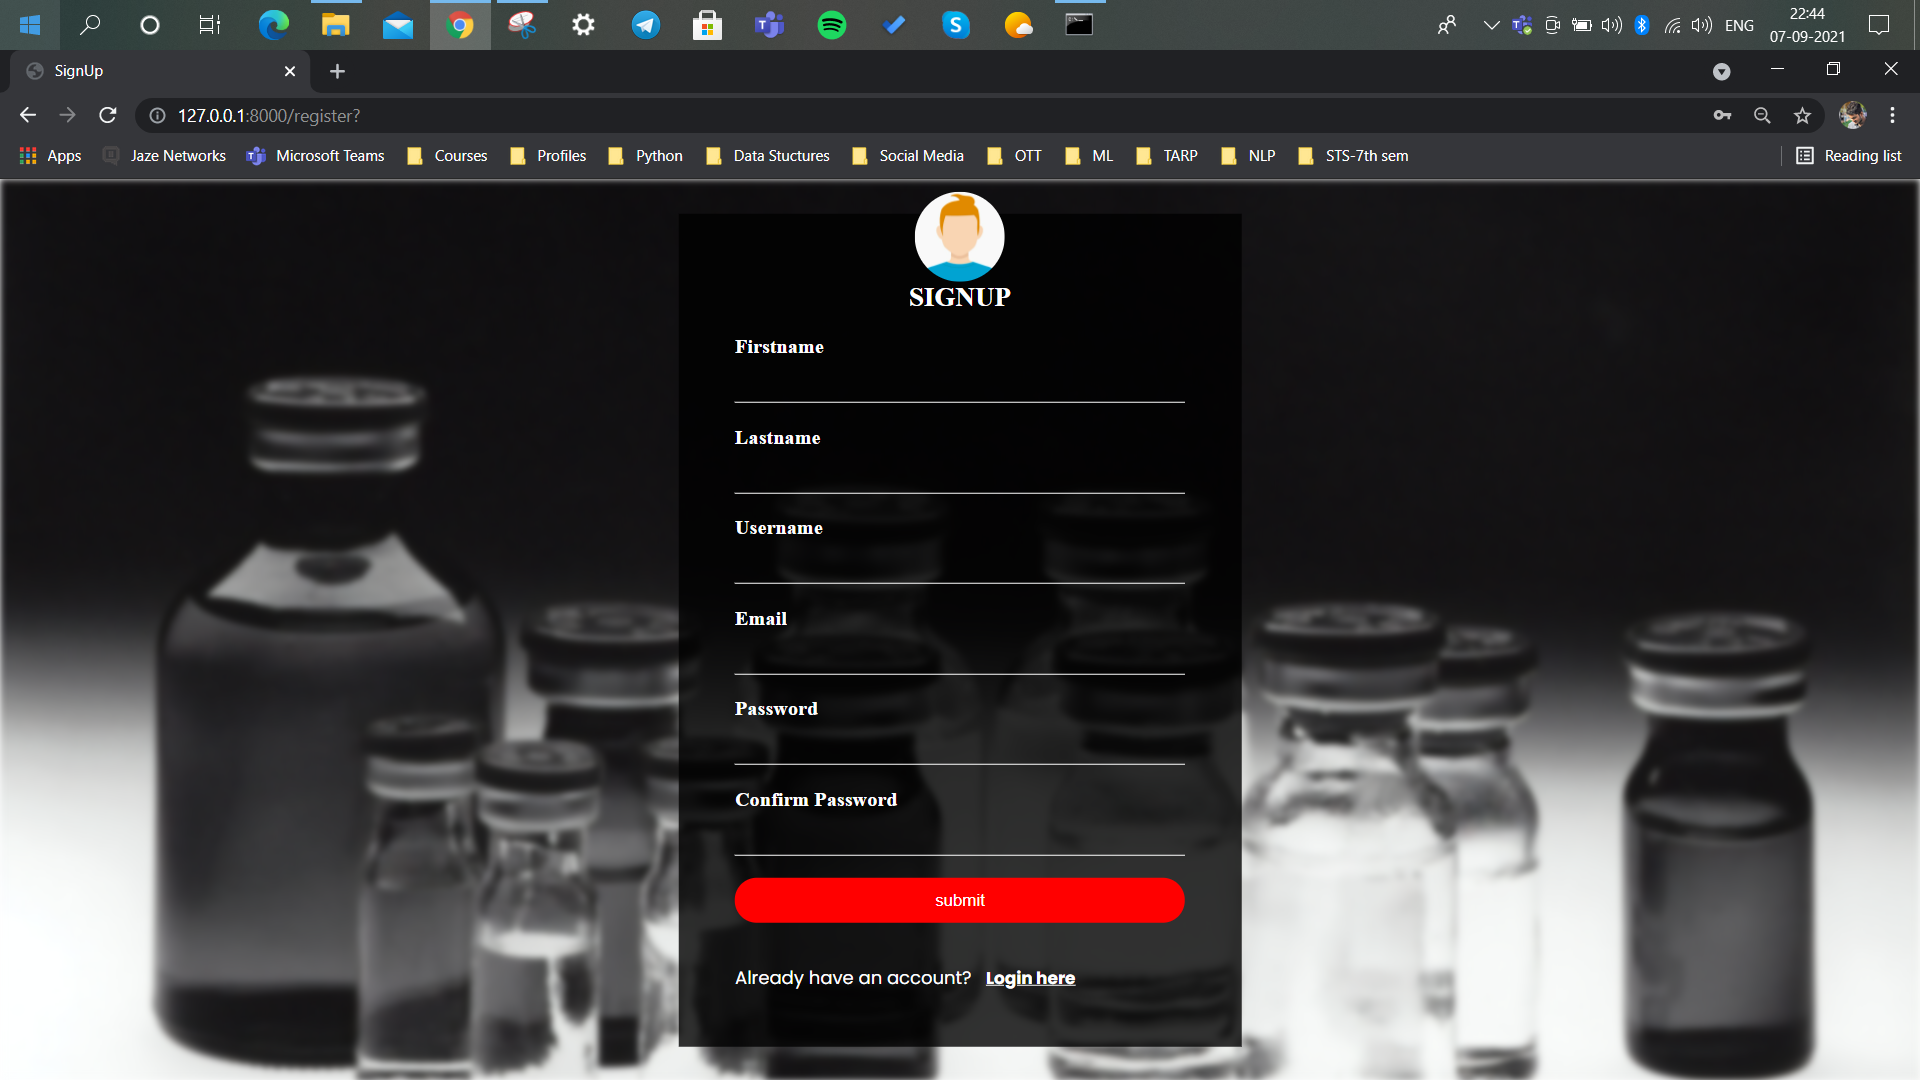 22:44
ENG
07-09-2021
SignUp
127.0.0.1:8000/register?
Apps Jaze Networks Microsoft Teams Courses Profiles Python Data Stuctures Social Media OTT ML TARP NLP STS-7th sem Reading list
SIGNUP
Firstname
Lastname
Username
Email
Password
Confirm Password
submit
Already have an account? Login here